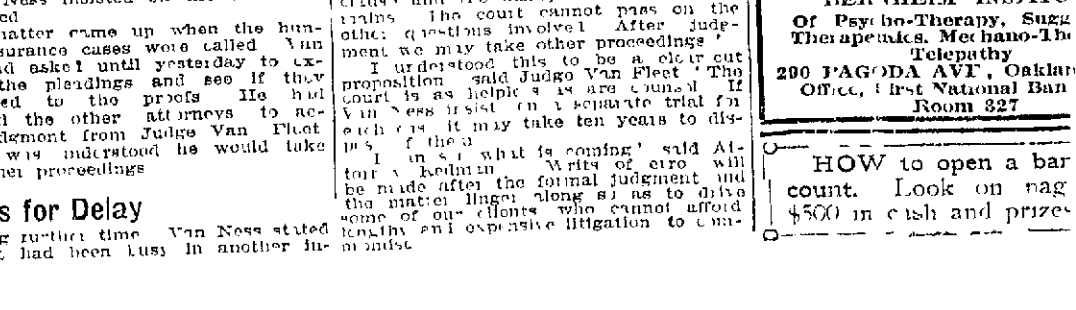 matter came up when the hun-
surance cases were called Van
asked until yesterday to ex-
the pleadings and see if they
to the proofs He had
the other attorneys to ac-
judgment from Judge Van Fleet
was understood he would take
proceedings
s for Delay
further time Van Ness stated
had been busy in another in-
The court cannot pass on the
other questions involved After judg-
ment we may take other proceedings '
I understood this to be a clear cut
proposition said Judge Van Fleet ' The
court is as helpless as are counsel If
Van Ness insist on a separate trial for
each case it may take ten years to dis-
pose of them
I can see what is coming' said At-
torney Redman Writs of error will
be made after the formal judgment and
the matter linger along so as to drive
some of our clients who cannot afford
lengthy and expensive litigation to com-
promise
Of Psycho-Therapy, Sugg
Therapeutics. Mechano-The
Telepathy
290 PAGODA AVE, Oaklan
Office, First National Ban
Room 327
HOW to open a bar
count. Look on pag
$500 in cash and prizes